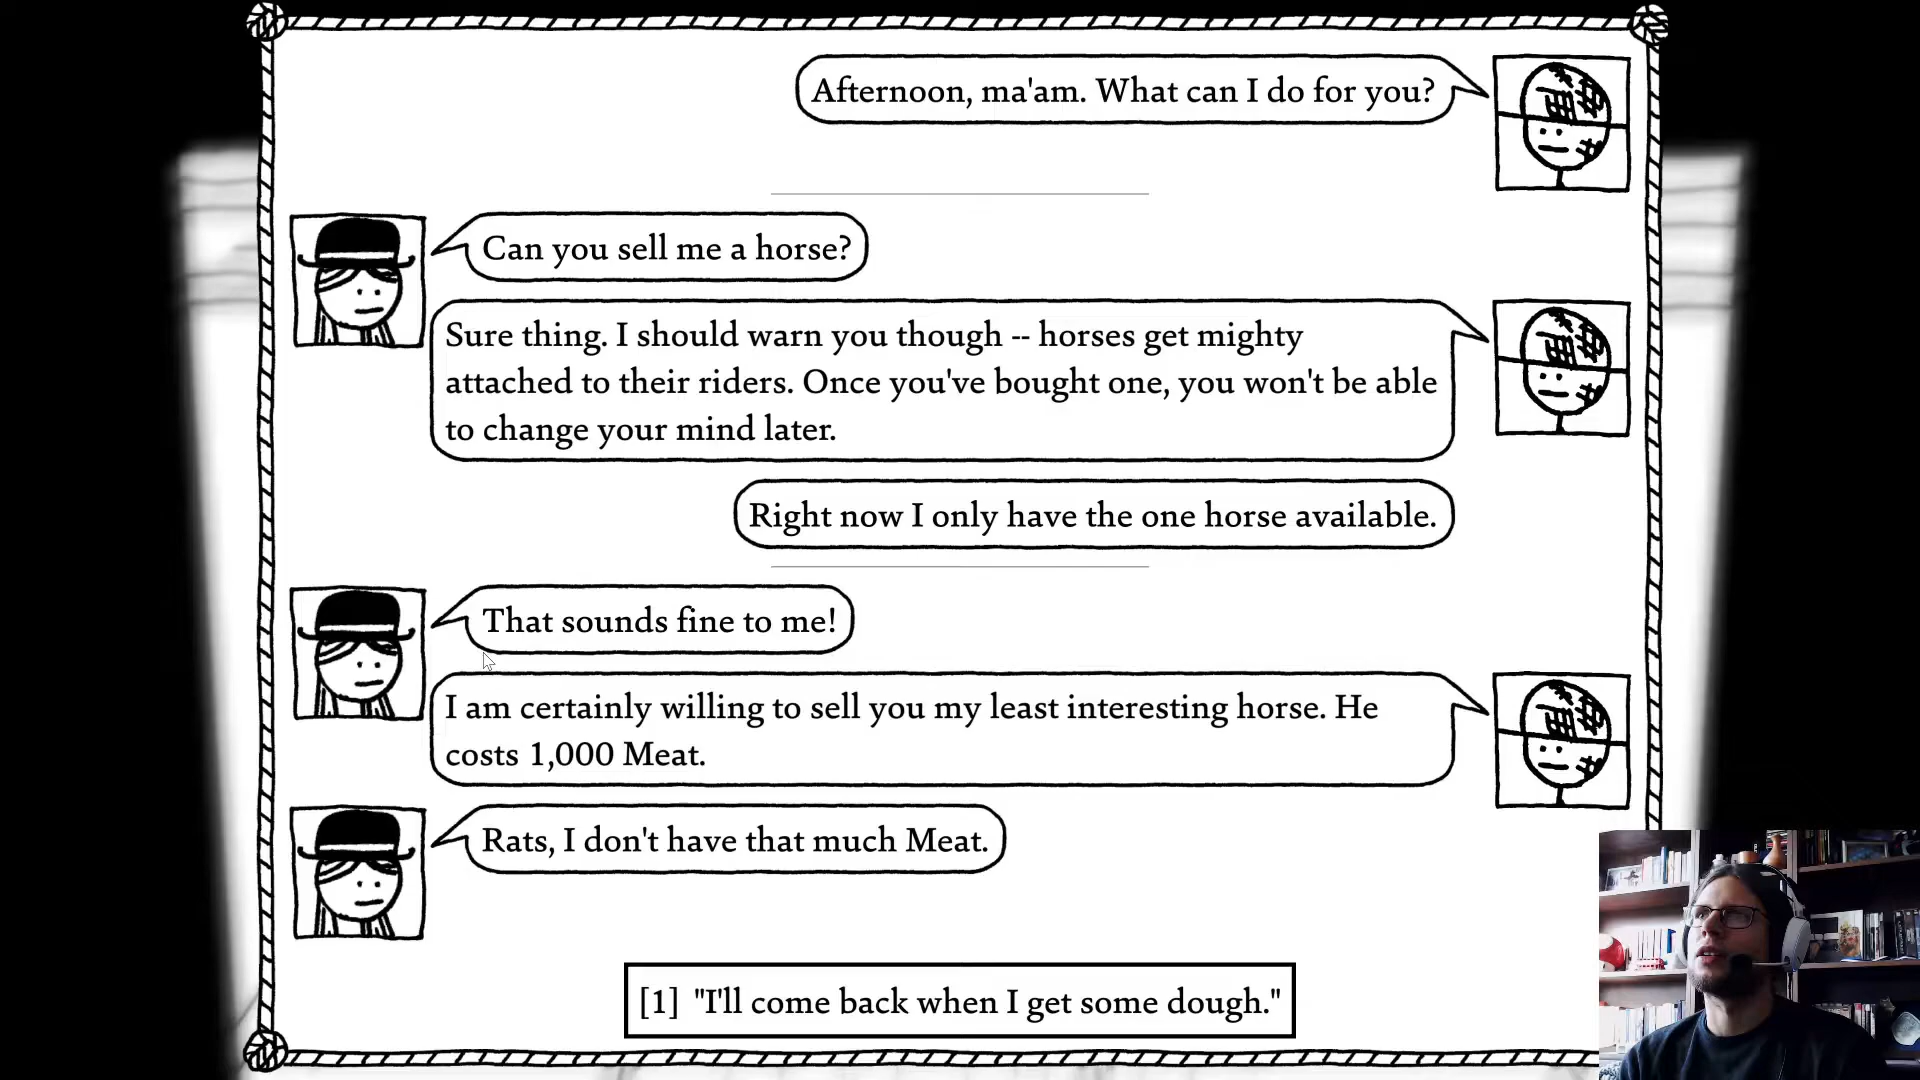 Afternoon, ma'am. What can I do for you?
Can you sell me a horse?
Sure thing. I should warn you though -- horses get mighty
attached to their riders. Once you've bought one, you won't be able
to change your mind later.
Right now I only have the one horse available.
That sounds fine to me!
I am certainly willing to sell you my least interesting horse. He
costs 1,000 Meat.
Rats, I don't have that much Meat.
[1] "I'll come back when I get some dough."